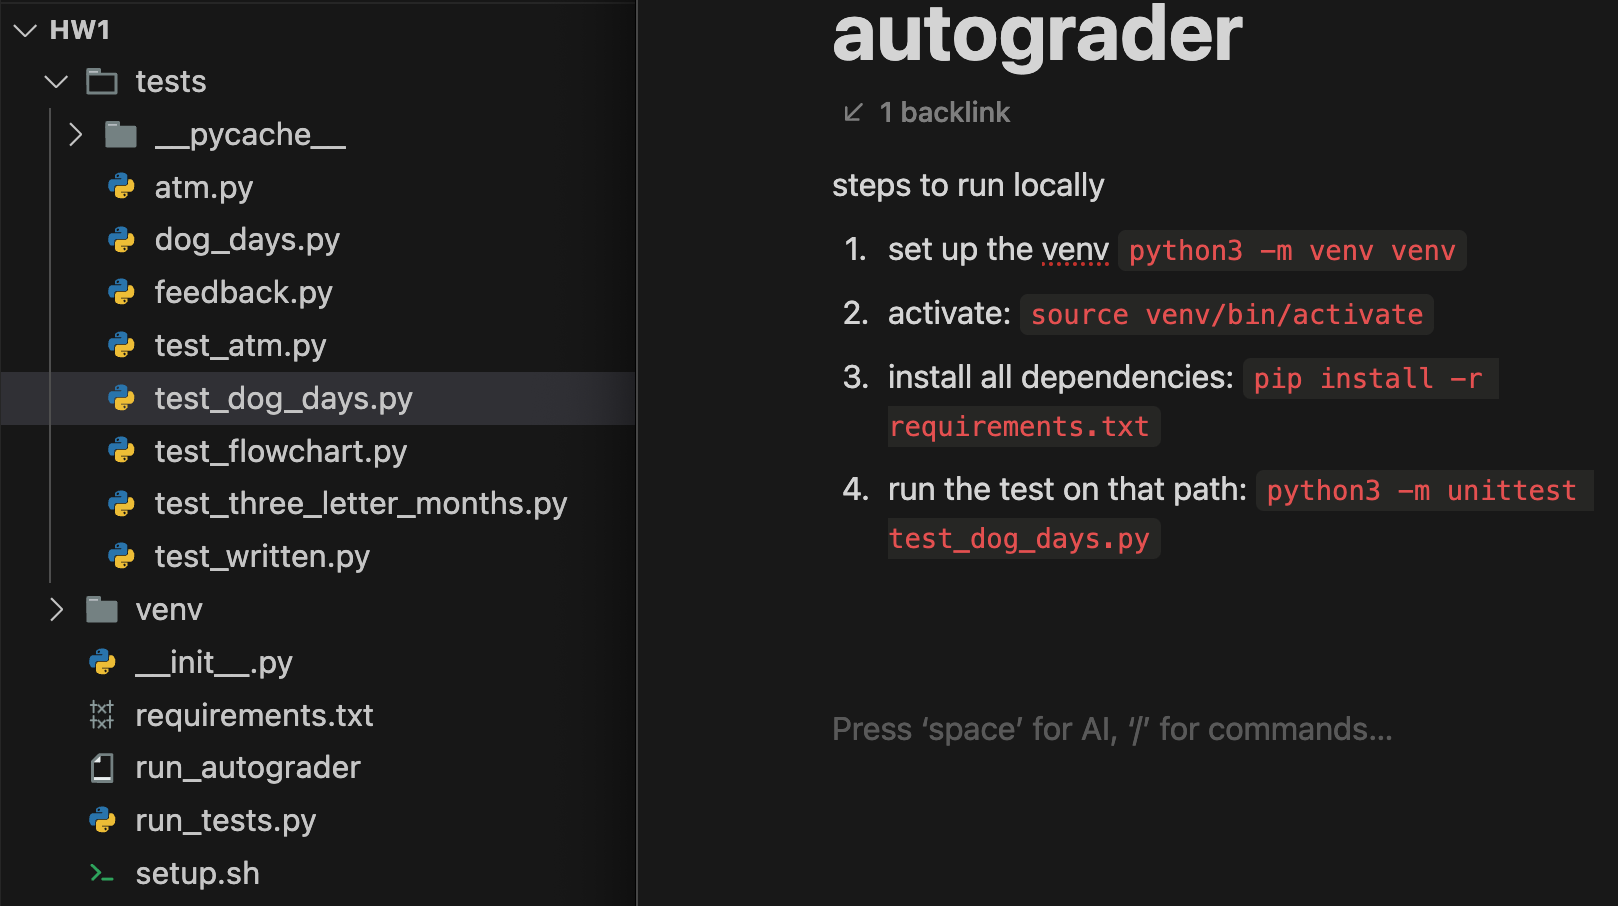 HW1
tests
__pycache__
atm.py
dog_days.py
feedback.py
test_atm.py
test_dog_days.py
test_flowchart.py
test_three_letter_months.py
test_written.py
venv
__init__.py
requirements.txt
run_autograder
run_tests.py
setup.sh
autograder
1 backlink
steps to run locally
1. set up the venv python3 -m venv venv
2. activate: source venv/bin/activate
3. install all dependencies: pip install -r
requirements.txt
4. run the test on that path: python3 -m unittest
test_dog_days.py
Press ‘space’ for AI, ‘/’ for commands...